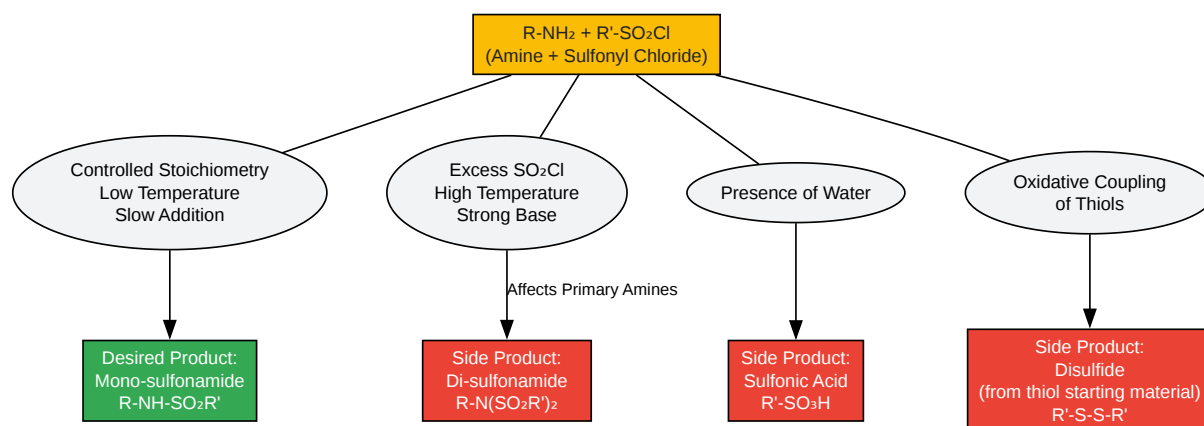 R-NH₂ + R'-SO₂Cl
(Amine + Sulfonyl Chloride)
Controlled Stoichiometry
Low Temperature
Slow Addition
Excess SO₂Cl
High Temperature
Strong Base
Presence of Water
Oxidative Coupling
of Thiols
Affects Primary Amines
Desired Product:
Mono-sulfonamide
R-NH-SO₂R'
Side Product:
Di-sulfonamide
R-N(SO₂R')₂
Side Product:
Sulfonic Acid
R'-SO₃H
Side Product:
Disulfide
(from thiol starting material)
R'-S-S-R'